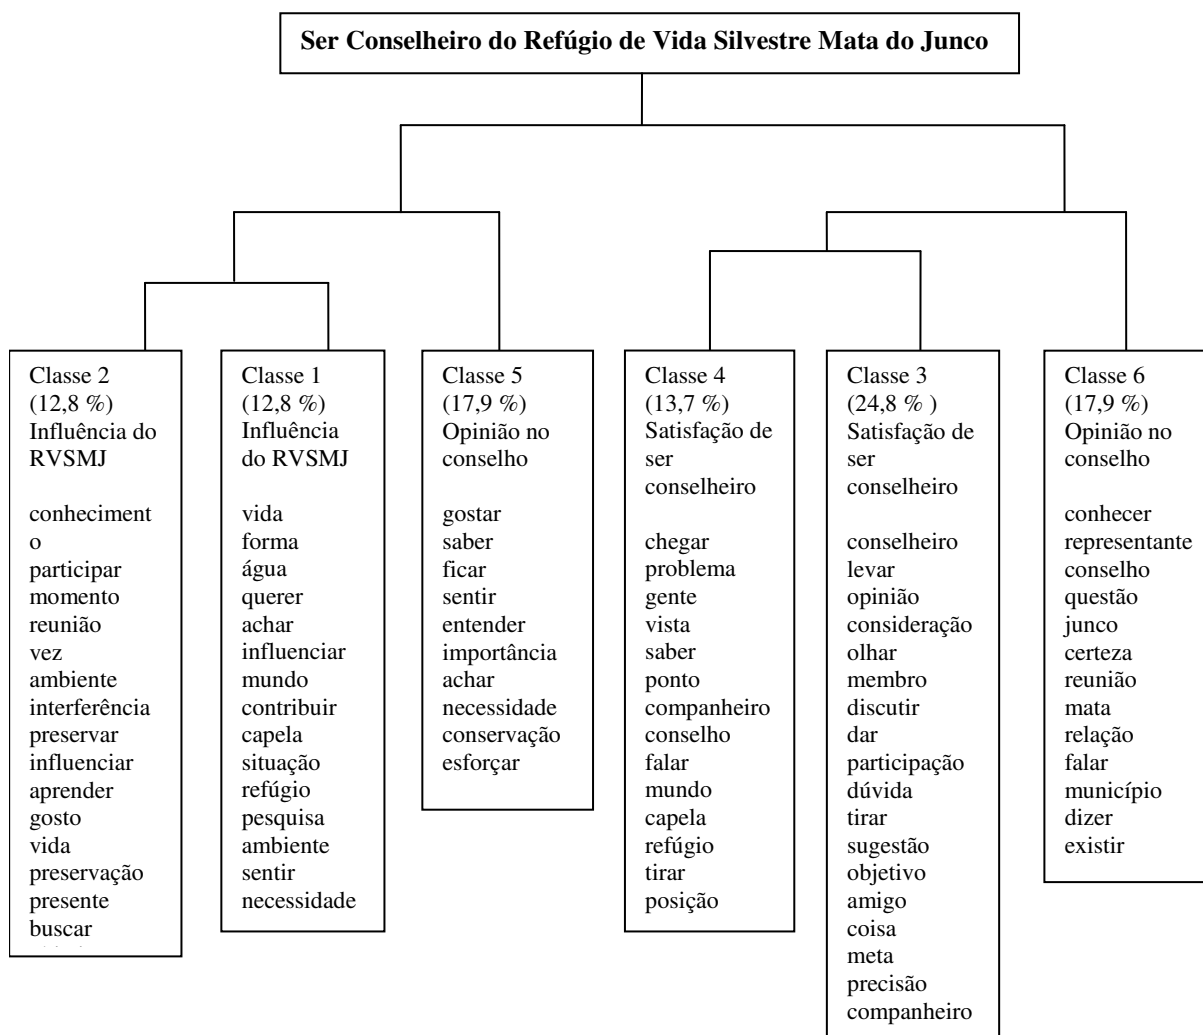 Ser Conselheiro do Refúgio de Vida Silvestre Mata do Junco
Classe 2
(12,8 %)
Influência do
RVSMJ
conheciment
o
participar
momento
reunião
vez
ambiente
interferência
preservar
influenciar
aprender
gosto
vida
preservação
presente
buscar
Classe 1
(12,8 %)
Influência
do RVSMJ
vida
forma
água
querer
achar
influenciar
mundo
contribuir
capela
situação
refúgio
pesquisa
ambiente
sentir
necessidade
Classe 5
(17,9 %)
Opinião no
conselho
gostar
saber
ficar
sentir
entender
importância
achar
necessidade
conservação
esforçar
Classe 4
(13,7 %)
Satisfação de
ser
conselheiro
chegar
problema
gente
vista
saber
ponto
companheiro
conselho
falar
mundo
capela
refúgio
tirar
posição
Classe 3
(24,8 % )
Satisfação de
ser
conselheiro
conselheiro
levar
opinião
consideração
olhar
membro
discutir
dar
participação
dúvida
tirar
sugestão
objetivo
amigo
coisa
meta
precisão
companheiro
Classe 6
(17,9 %)
Opinião no
conselho
conhecer
representante
conselho
questão
junco
certeza
reunião
mata
relação
falar
município
dizer
existir